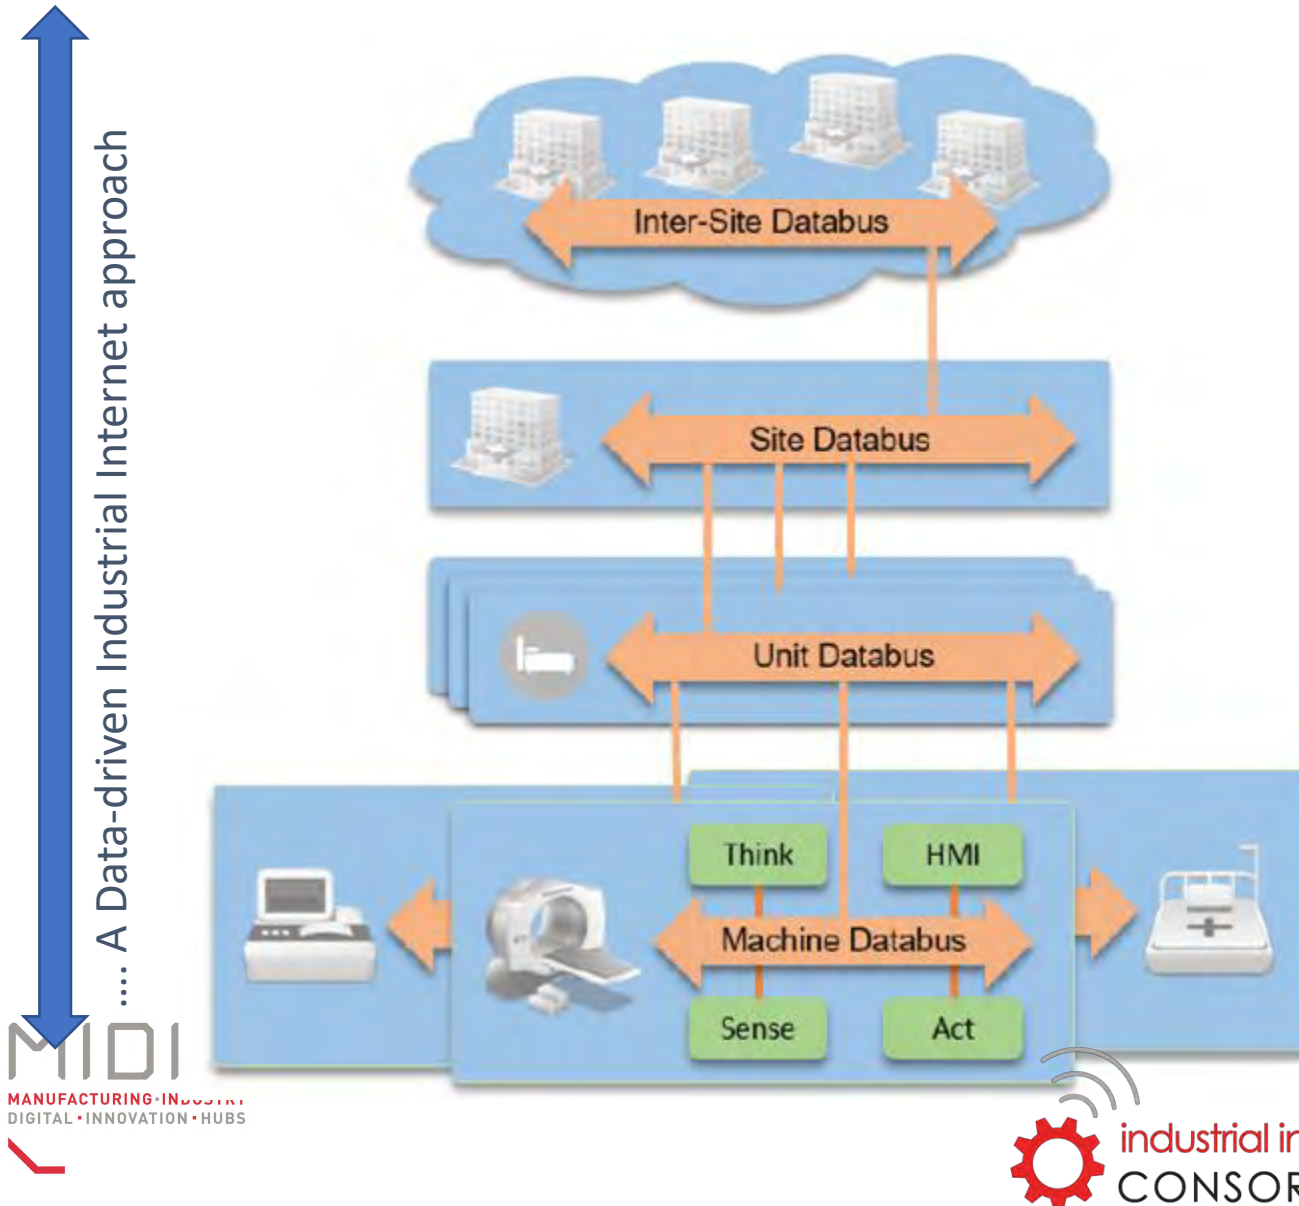 .... A Data-driven Industrial Internet approach
Inter-Site Databus
Site Databus
Unit Databus
Think
HMI
Machine Databus
Sense
Act
MIDI
MANUFACTURING-INDUSTRY
DIGITAL-INNOVATION-HUBS
industrial in
CONSOR